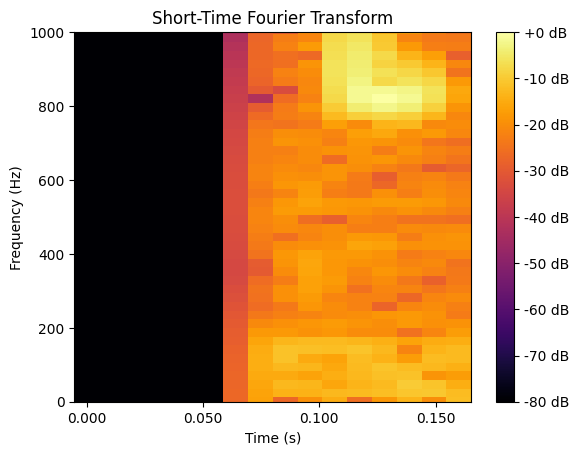 Short-Time Fourier Transform
1000
800
600
400
200
0
Frequency (Hz)
0.000
0.050
0.100
0.150
Time (s)
+0 dB
-10 dB
-20 dB
-30 dB
-40 dB
-50 dB
-60 dB
-70 dB
-80 dB